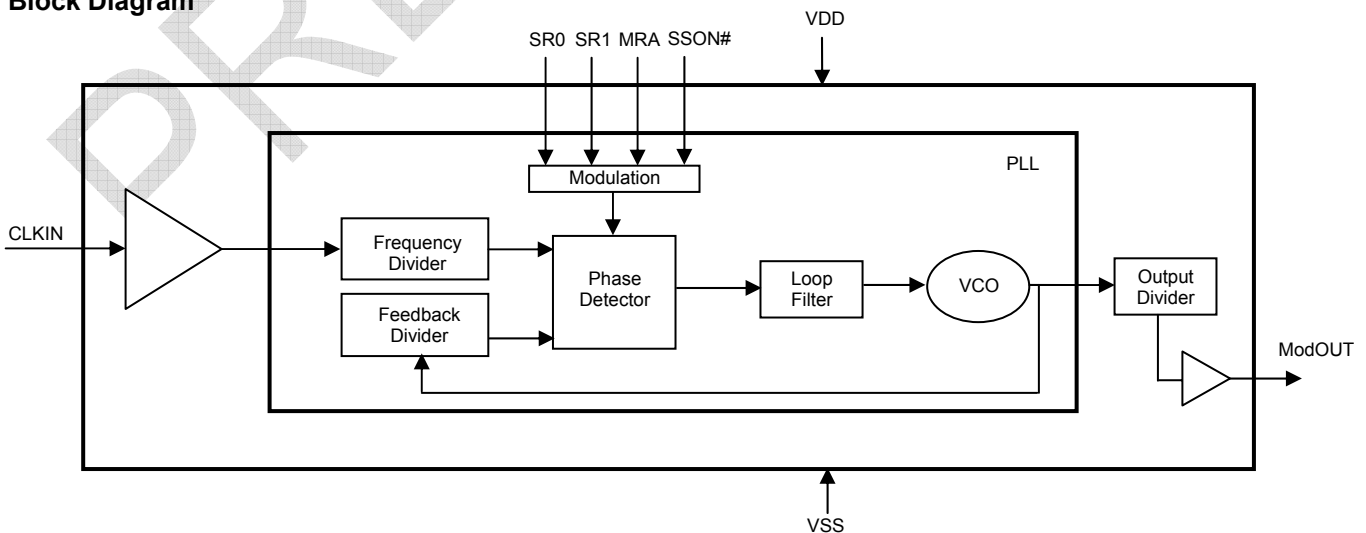 Block Diagram
VDD
SR0 SR1 MRA SSON#
PLL
Modulation
CLKIN
Frequency
Divider
Phase
Detector
Loop
Filter
VCO
Output
Divider
Feedback
Divider
ModOUT
VSS